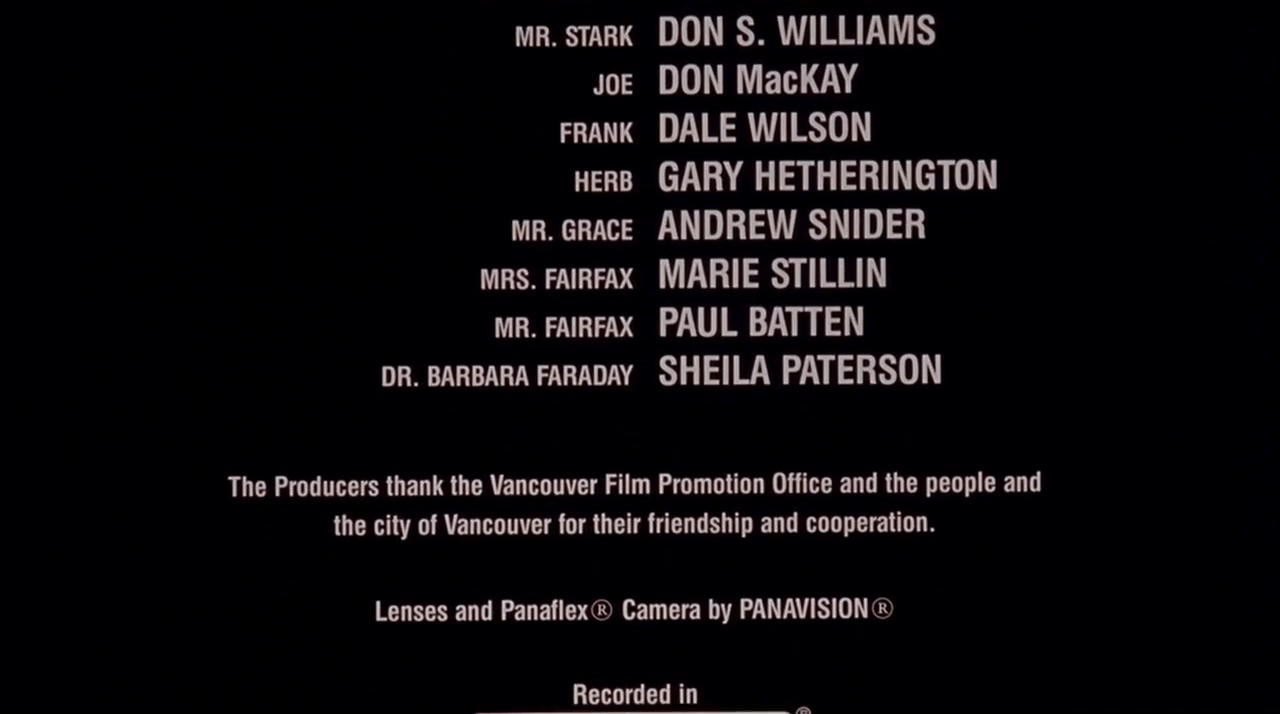 MR. STARK DON S. WILLIAMS
JOE DON MacKAY
FRANK DALE WILSON
HERB GARY HETHERINGTON
MR. GRACE ANDREW SNIDER
MRS. FAIRFAX MARIE STILLIN
MR. FAIRFAX PAUL BATTEN
DR. BARBARA FARADAY SHEILA PATERSON
The Producers thank the Vancouver Film Promotion Office and the people and
the city of Vancouver for their friendship and cooperation.
Lenses and Panaflex® Camera by PANAVISION®
Recorded in
®